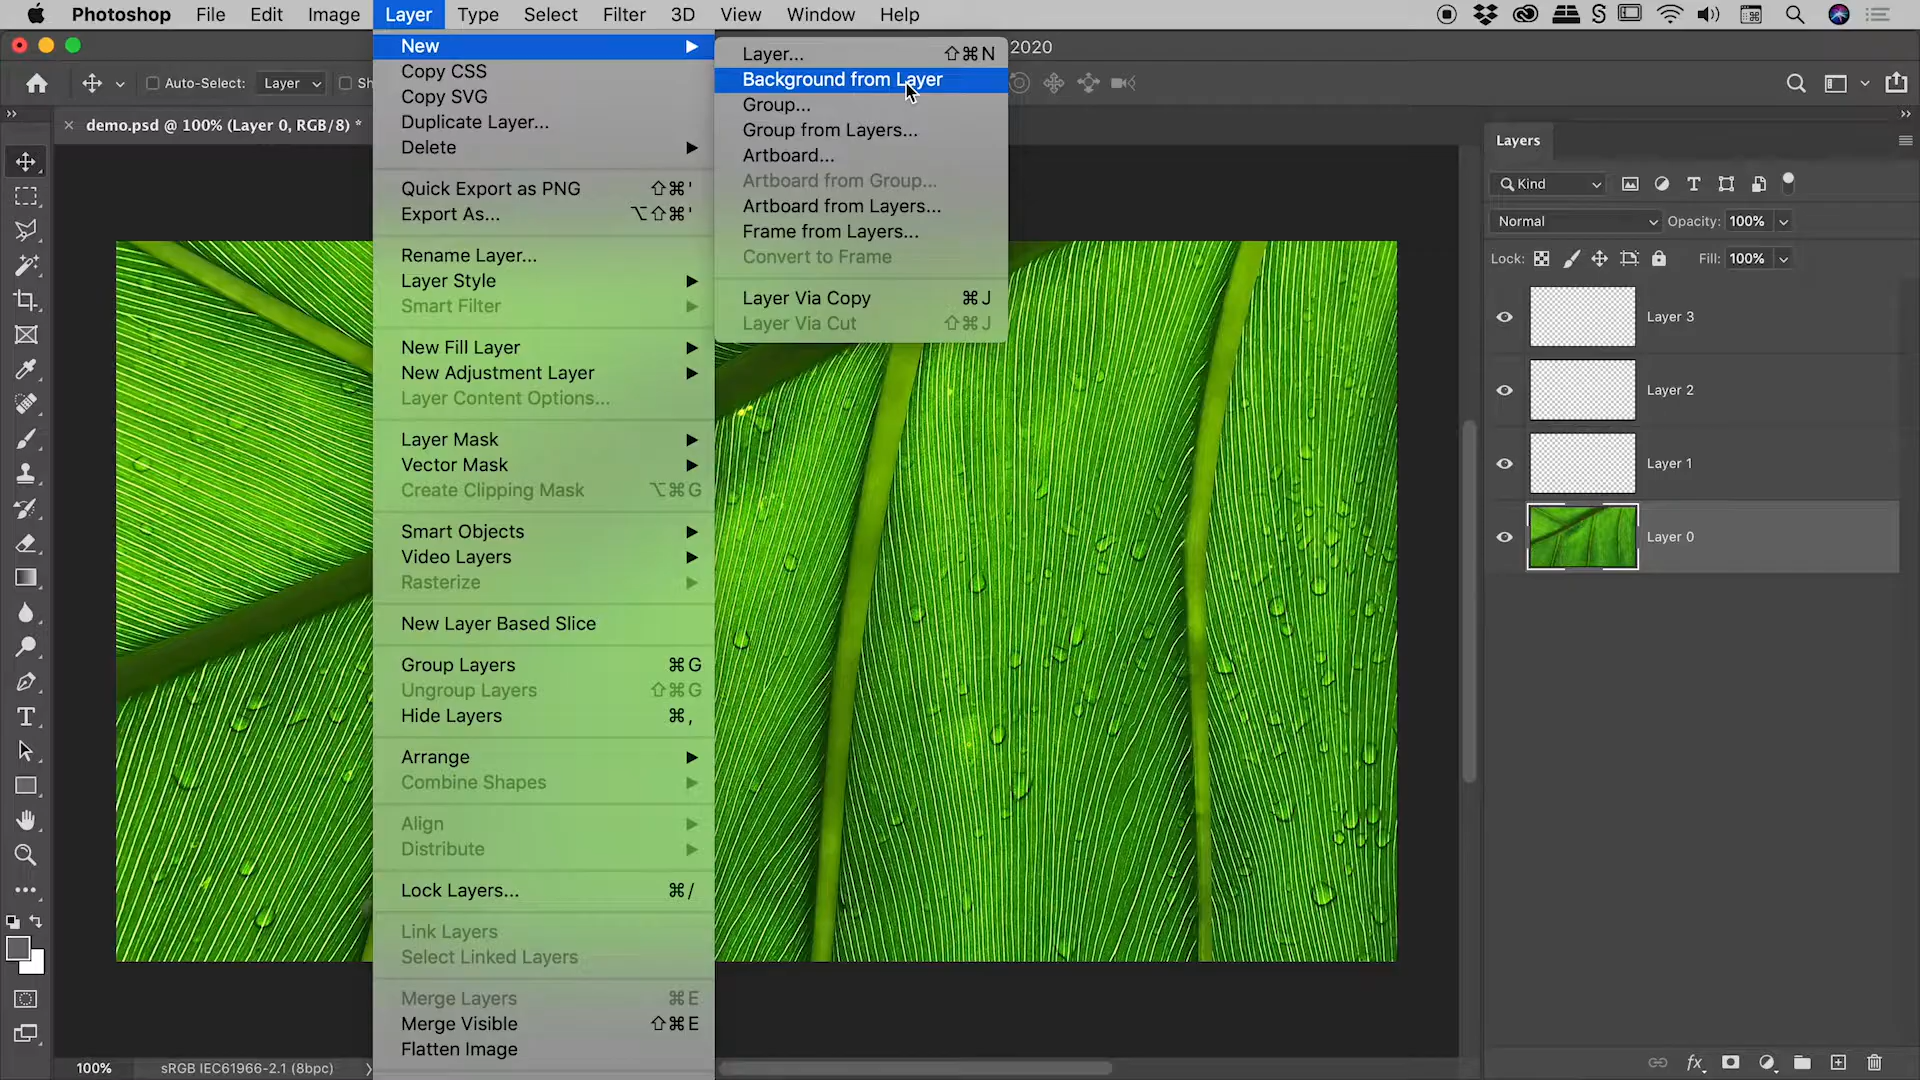 Photoshop File Edit Image Layer Type Select Filter 3D View Window Help
2020
Auto-Select: Layer Sh
demo.psd @ 100% (Layer 0, RGB/8) *
New
Copy CSS
Copy SVG
Duplicate Layer...
Delete
Quick Export as PNG ⇧⌘'
Export As... ⌥⇧⌘'
Rename Layer...
Layer Style
Smart Filter
New Fill Layer
New Adjustment Layer
Layer Content Options...
Layer Mask
Vector Mask
Create Clipping Mask ⌥⌘G
Smart Objects
Video Layers
Rasterize
New Layer Based Slice
Group Layers ⌘G
Ungroup Layers ⇧⌘G
Hide Layers ⌘,
Arrange
Combine Shapes
Align
Distribute
Lock Layers... ⌘/
Link Layers
Select Linked Layers
Merge Layers ⌘E
Merge Visible ⇧⌘E
Flatten Image
Layer... ⇧⌘N
Background from Layer
Group...
Group from Layers...
Artboard...
Artboard from Group...
Artboard from Layers...
Frame from Layers...
Convert to Frame
Layer Via Copy ⌘J
Layer Via Cut ⇧⌘J
Layers
Kind
Normal Opacity: 100%
Lock: Fill: 100%
Layer 3
Layer 2
Layer 1
Layer 0
100% sRGB IEC61966-2.1 (8bpc)